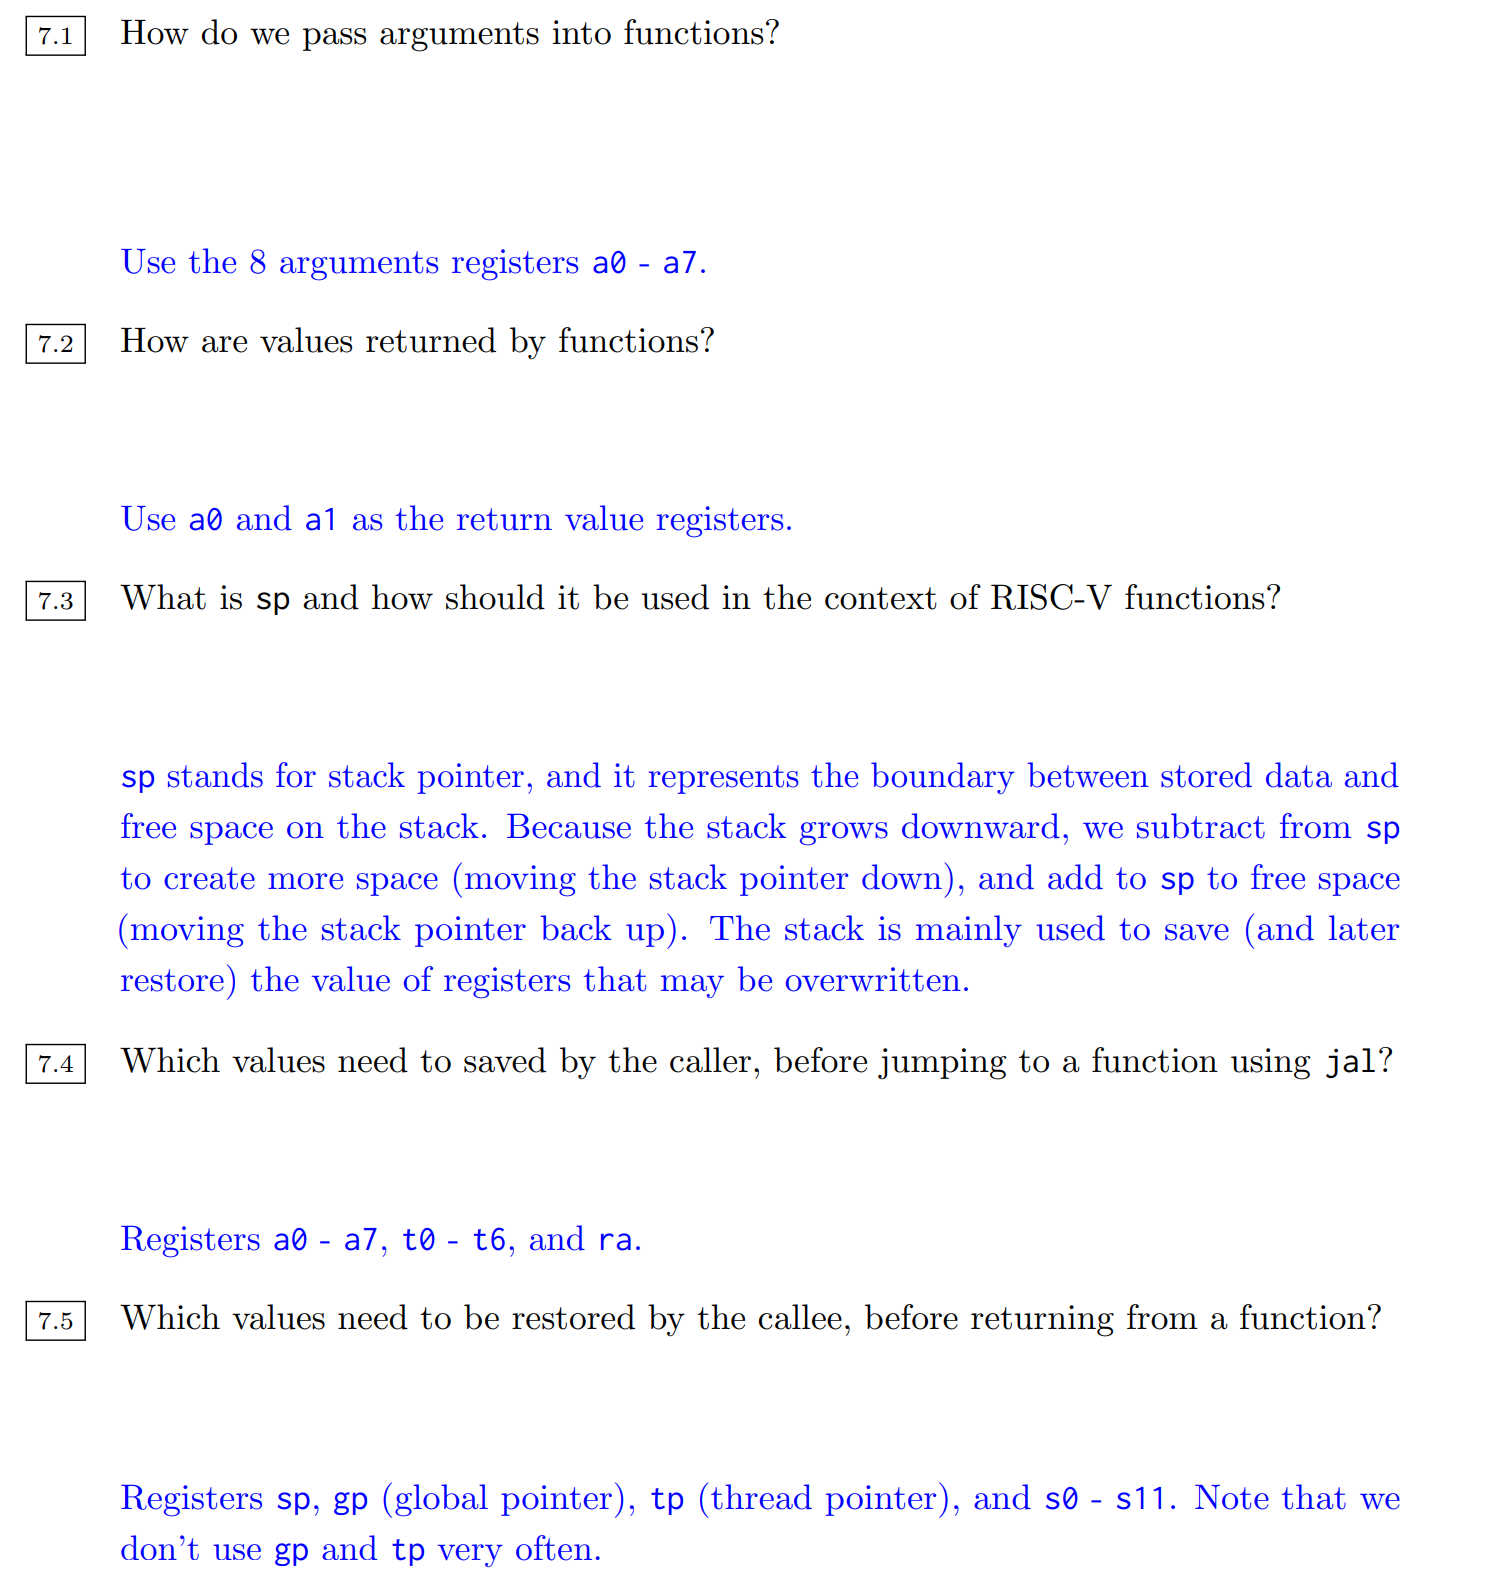 7.1 How do we pass arguments into functions?
Use the 8 arguments registers a0 - a7.
7.2 How are values returned by functions?
Use a0 and a1 as the return value registers.
7.3 What is sp and how should it be used in the context of RISC-V functions?
sp stands for stack pointer, and it represents the boundary between stored data and
free space on the stack. Because the stack grows downward, we subtract from sp
to create more space (moving the stack pointer down), and add to sp to free space
(moving the stack pointer back up). The stack is mainly used to save (and later
restore) the value of registers that may be overwritten.
7.4 Which values need to saved by the caller, before jumping to a function using jal?
Registers a0 - a7, t0 - t6, and ra.
7.5 Which values need to be restored by the callee, before returning from a function?
Registers sp, gp (global pointer), tp (thread pointer), and s0 - s11. Note that we
don't use gp and tp very often.